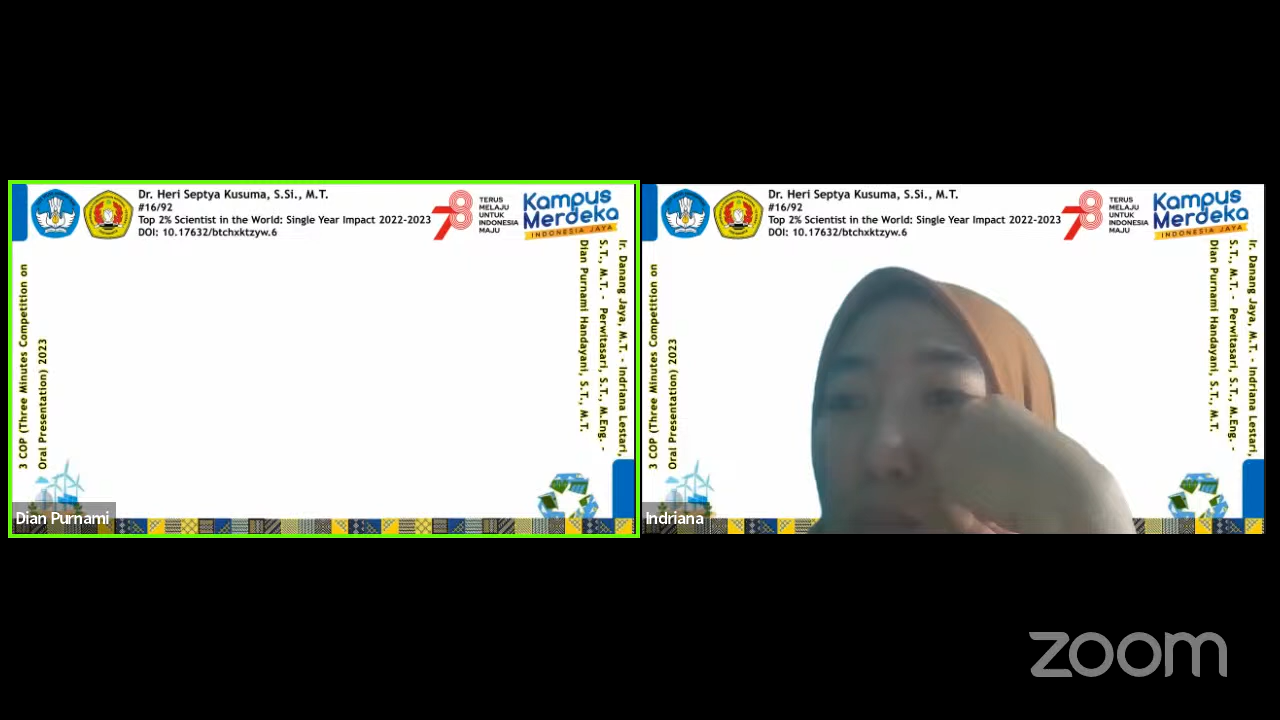 Dr. Heri Septya Kusuma, S.Si., M.T.
#16/92
Top 2% Scientist in the World: Single Year Impact 2022-2023
DOI: 10.17632/btchxktzyw.6
78
TERUS
MELAJU
UNTUK
INDONESIA
MAJU
Kampus
Merdeka
INDONESIA JAYA
3 COP (Three Minutes Competition on
Oral Presentation) 2023
Ir. Danang Jaya, M.T. - Indriana Lestari,
S.T., M.T. - Perwitasari, S.T., M.Eng. -
Dian Purnami Handayani, S.T., M.T.
Dian Purnami
Dr. Heri Septya Kusuma, S.Si., M.T.
#16/92
Top 2% Scientist in the World: Single Year Impact 2022-2023
DOI: 10.17632/btchxktzyw.6
78
TERUS
MELAJU
UNTUK
INDONESIA
MAJU
Kampus
Merdeka
INDONESIA JAYA
3 COP (Three Minutes Competition on
Oral Presentation) 2023
Ir. Danang Jaya, M.T. - Indriana Lestari,
S.T., M.T. - Perwitasari, S.T., M.Eng. -
Dian Purnami Handayani, S.T., M.T.
Indriana
zoom